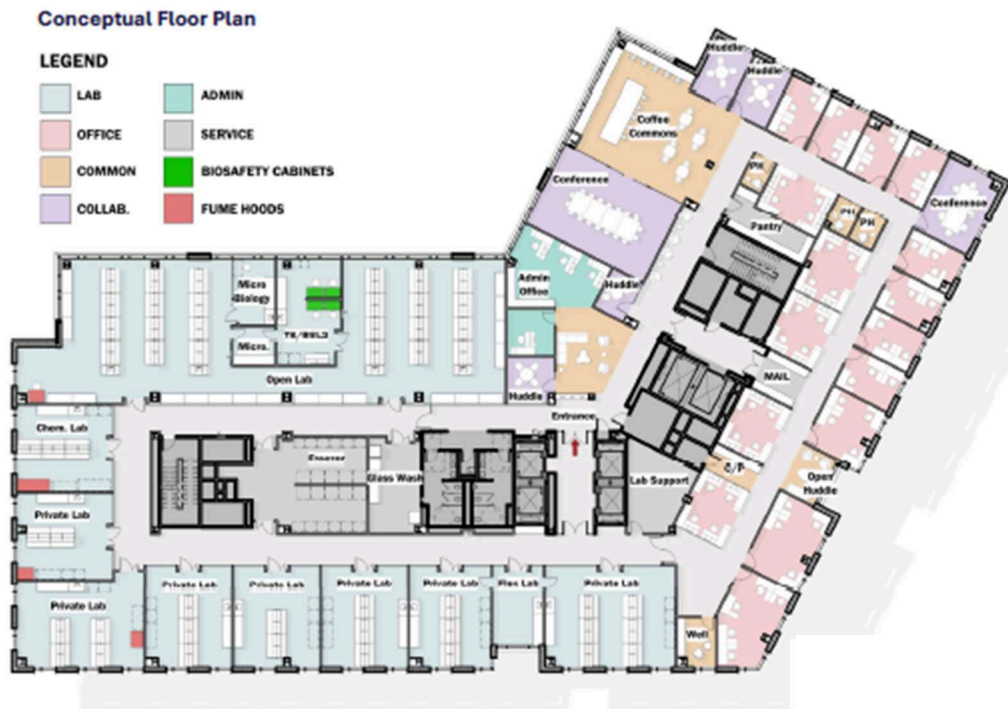 Conceptual Floor Plan
LEGEND
LAB
ADMIN
OFFICE
SERVICE
COMMON
BIOSAFETY CABINETS
COLLAB.
FUME HOODS
Huddle
Huddle
Coffee
Commons
PH
Conference
Conference
PH
PH
Pantry
Admin
Office
Huddle
Micro
Biology
Micro.
Open Lab
Huddle
MAIL
Entrance
Chem. Lab
Freezer
Glass Wash
Lab Support
C/P
Open
Huddle
Private Lab
Private Lab
Private Lab
Private Lab
Private Lab
Private Lab
Flex Lab
Private Lab
Well